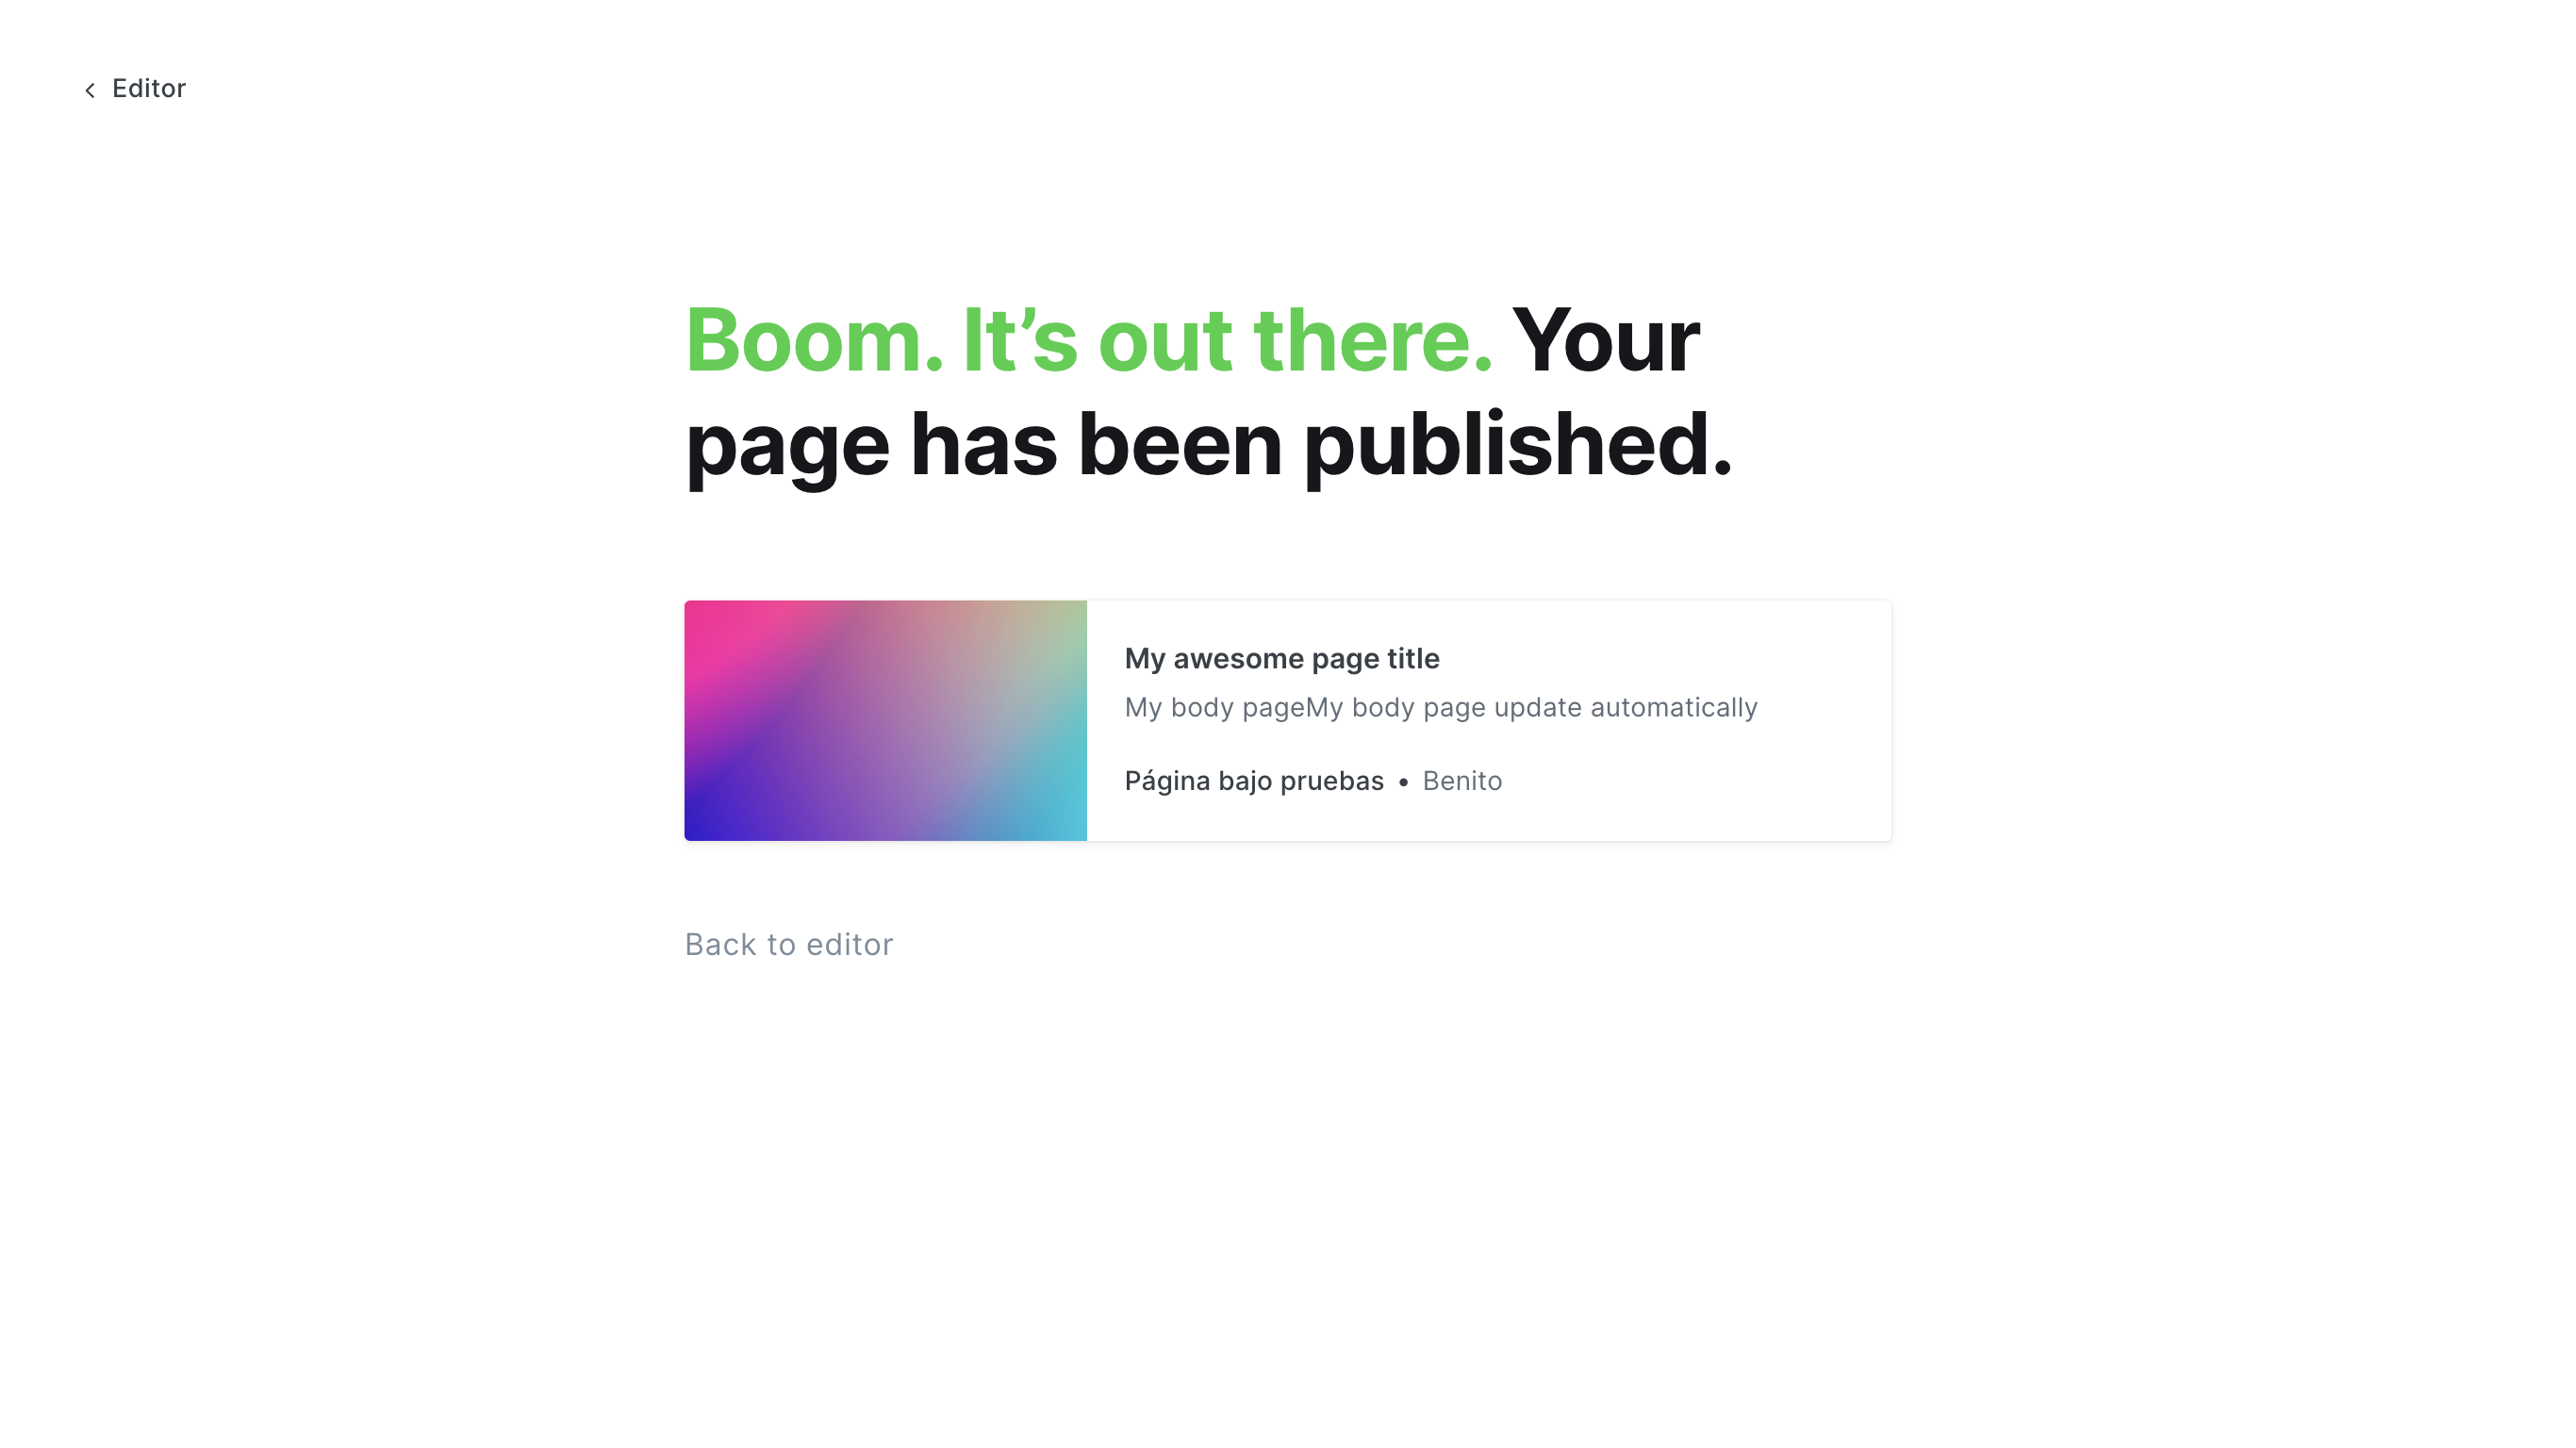 Editor
Boom. It’s out there. Your
page has been published.
My awesome page title
My body pageMy body page update automatically
Página bajo pruebas • Benito
Back to editor